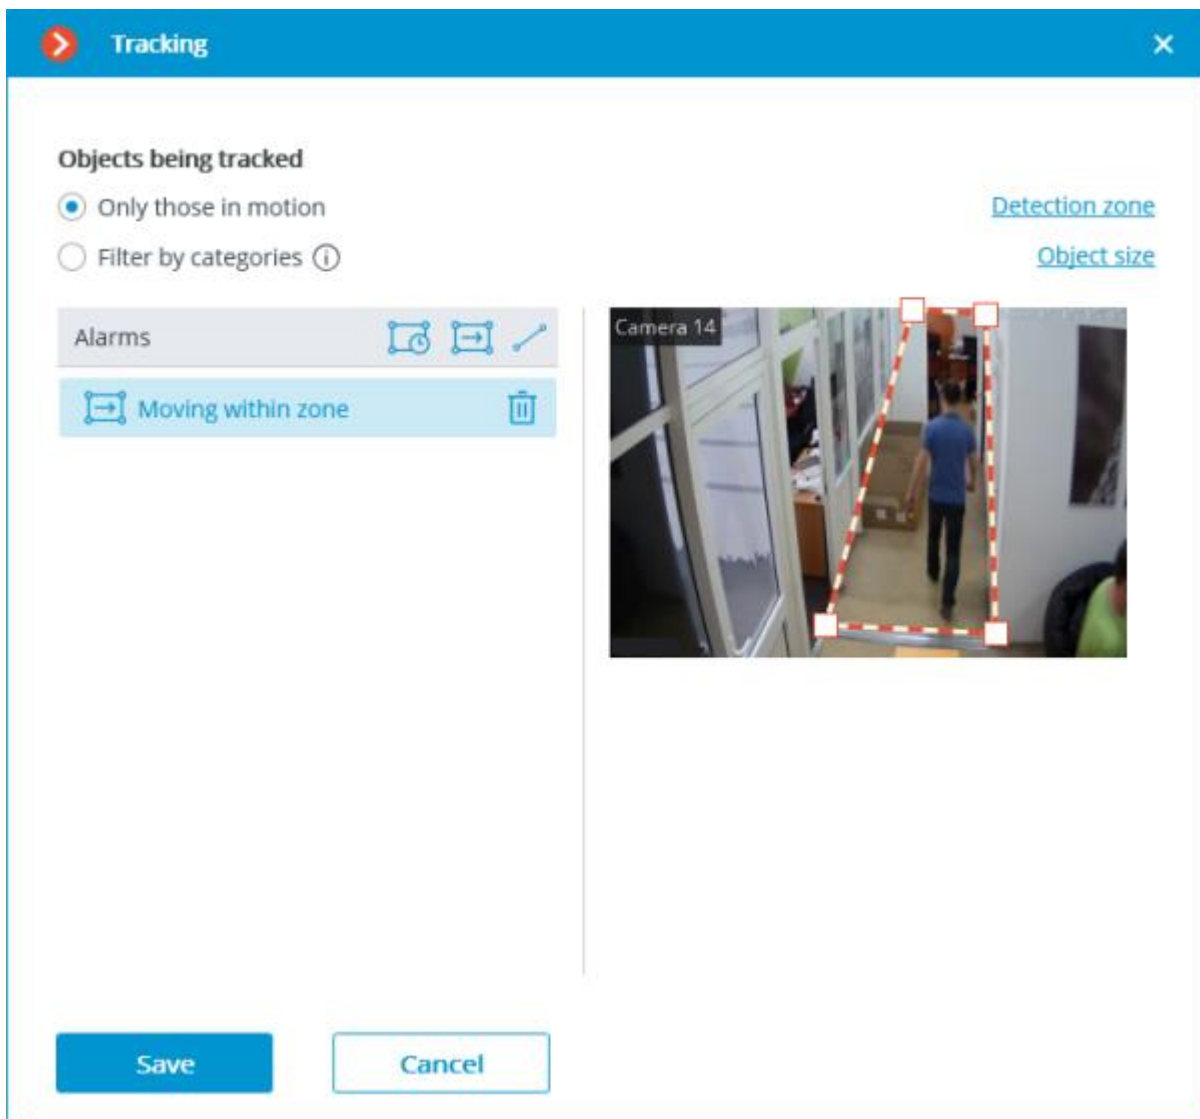 Tracking
Objects being tracked
Only those in motion
Detection zone
Filter by categories
Object size
Alarms
Camera 14
Moving within zone
Save
Cancel